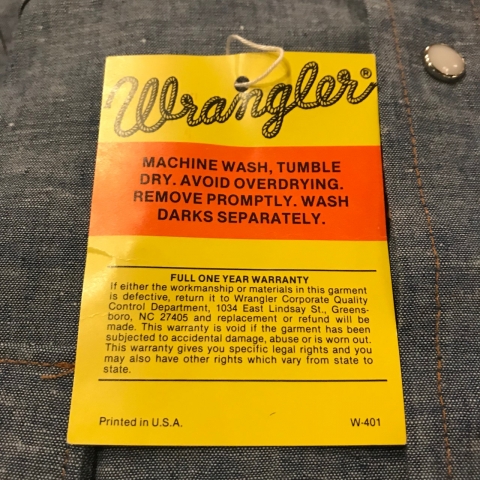 Wrangler®
MACHINE WASH, TUMBLE
DRY. AVOID OVERDRYING.
REMOVE PROMPTLY. WASH
DARKS SEPARATELY.
FULL ONE YEAR WARRANTY
If either the workmanship or materials in this garment
is defective, return it to Wrangler Corporate Quality
Control Department, 1034 East Lindsay St., Greens-
boro, NC 27405 and replacement or refund will be
made. This warranty is void if the garment has been
subjected to accidental damage, abuse or is worn out.
This warranty gives you specific legal rights and you
may also have other rights which vary from state to
state.
Printed in U.S.A. W-401